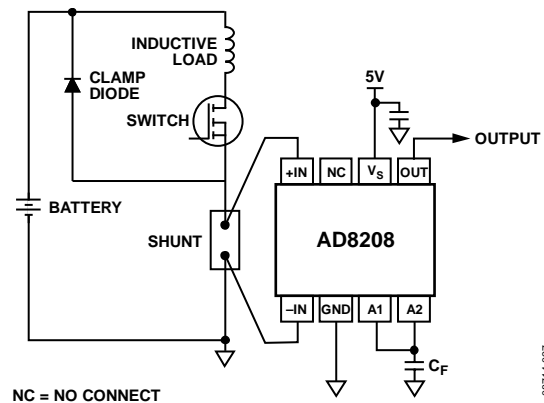 INDUCTIVE
LOAD
CLAMP
DIODE
5V
SWITCH
OUTPUT
+IN
NC
VS
OUT
BATTERY
SHUNT
AD8208
–IN
GND
A1
A2
CF
NC = NO CONNECT